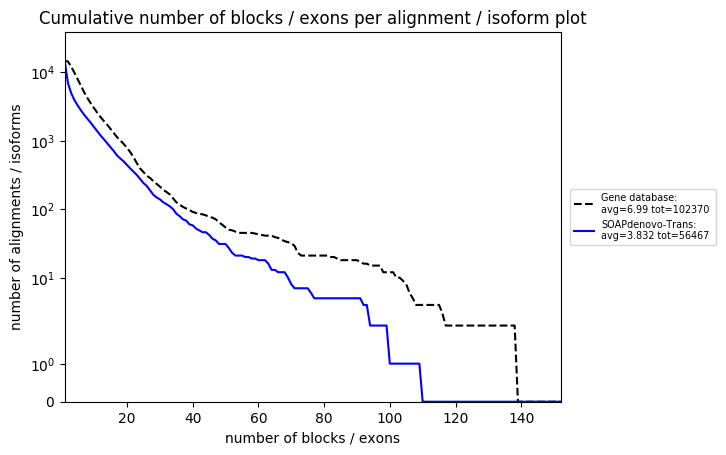 Cumulative number of blocks / exons per alignment / isoform plot
number of alignments / isoforms
10^4
10^3
10^2
10^1
10^0
0
20
40
60
80
100
120
140
number of blocks / exons
Gene database:
avg=6.99 tot=102370
SOAPdenovo-Trans:
avg=3.832 tot=56467